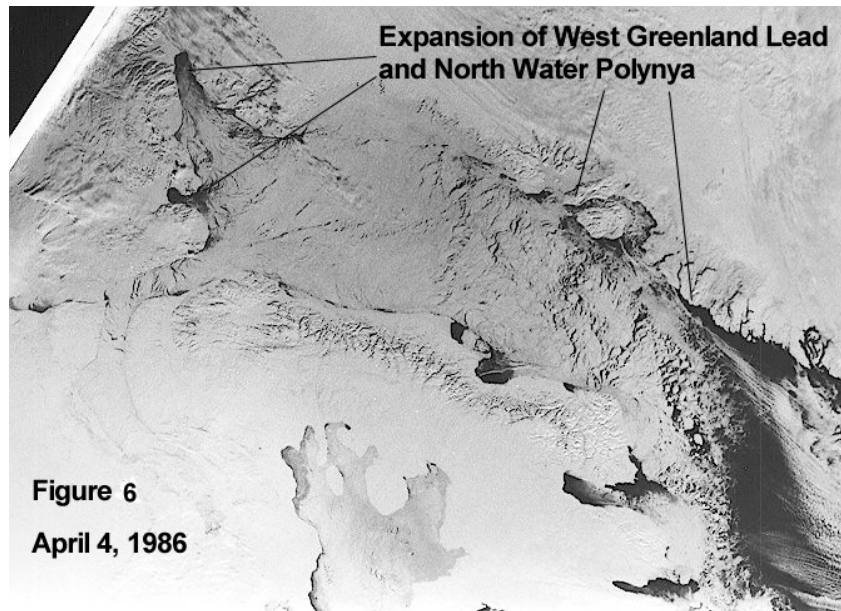 Expansion of West Greenland Lead
and North Water Polynya
Figure 6
April 4, 1986